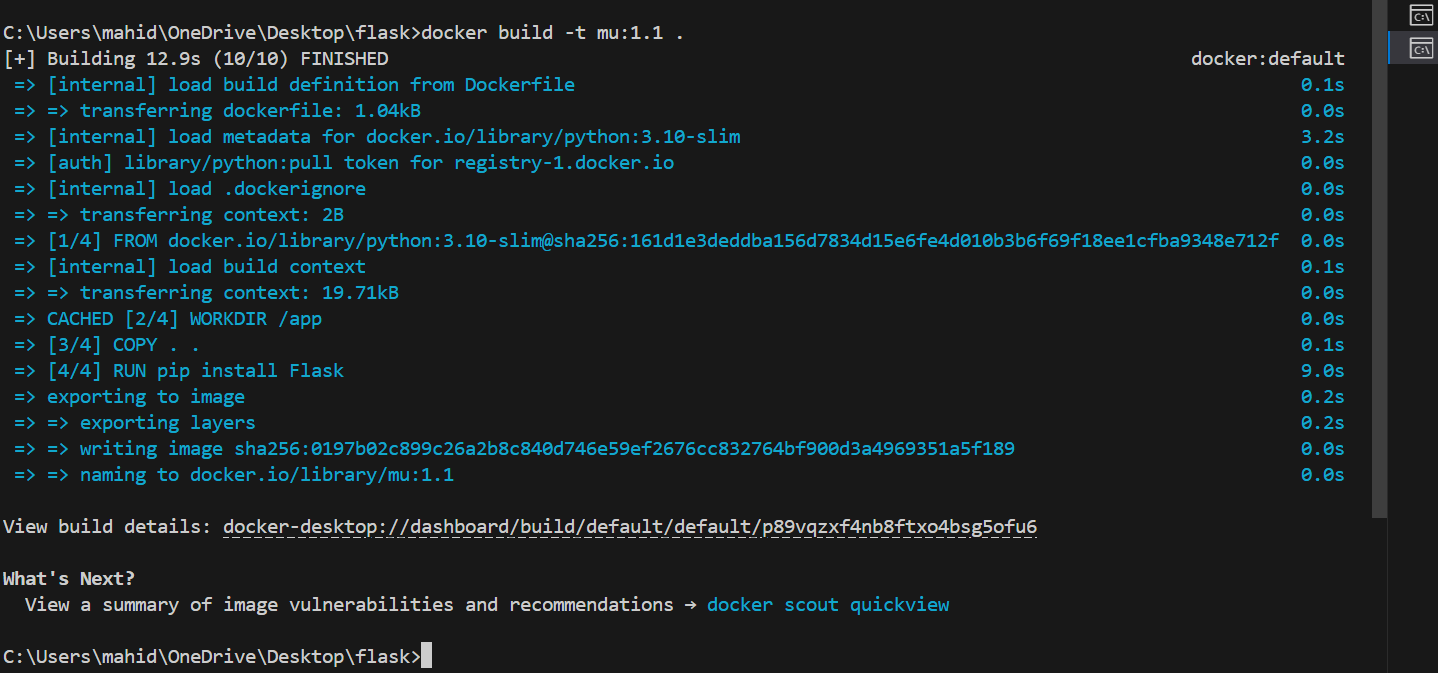 C:\Users\mahid\OneDrive\Desktop\flask>docker build -t mu:1.1 .
[+] Building 12.9s (10/10) FINISHED docker:default
=> [internal] load build definition from Dockerfile 0.1s
=> => transferring dockerfile: 1.04kB 0.0s
=> [internal] load metadata for docker.io/library/python:3.10-slim 3.2s
=> [auth] library/python:pull token for registry-1.docker.io 0.0s
=> [internal] load .dockerignore 0.0s
=> => transferring context: 2B 0.0s
=> [1/4] FROM docker.io/library/python:3.10-slim@sha256:161d1e3deddba156d7834d15e6fe4d010b3b6f69f18ee1cfba9348e712f 0.0s
=> [internal] load build context 0.1s
=> => transferring context: 19.71kB 0.0s
=> CACHED [2/4] WORKDIR /app 0.0s
=> [3/4] COPY . . 0.1s
=> [4/4] RUN pip install Flask 9.0s
=> exporting to image 0.2s
=> => exporting layers 0.2s
=> => writing image sha256:0197b02c899c26a2b8c840d746e59ef2676cc832764bf900d3a4969351a5f189 0.0s
=> => naming to docker.io/library/mu:1.1 0.0s
View build details: docker-desktop://dashboard/build/default/default/p89vqzxf4nb8ftxo4bsg5ofu6
What's Next?
View a summary of image vulnerabilities and recommendations → docker scout quickview
C:\Users\mahid\OneDrive\Desktop\flask>